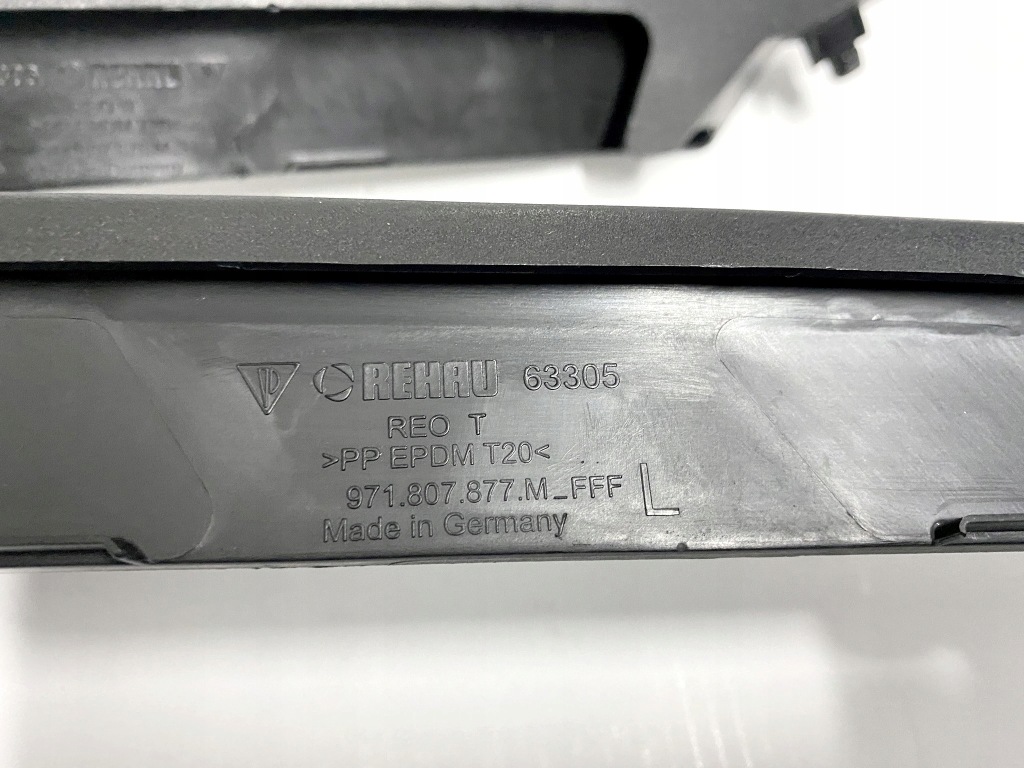 REHAU 63305
REO T
>PP EPDM T20<
971.807.877.M_FFF L
Made in Germany